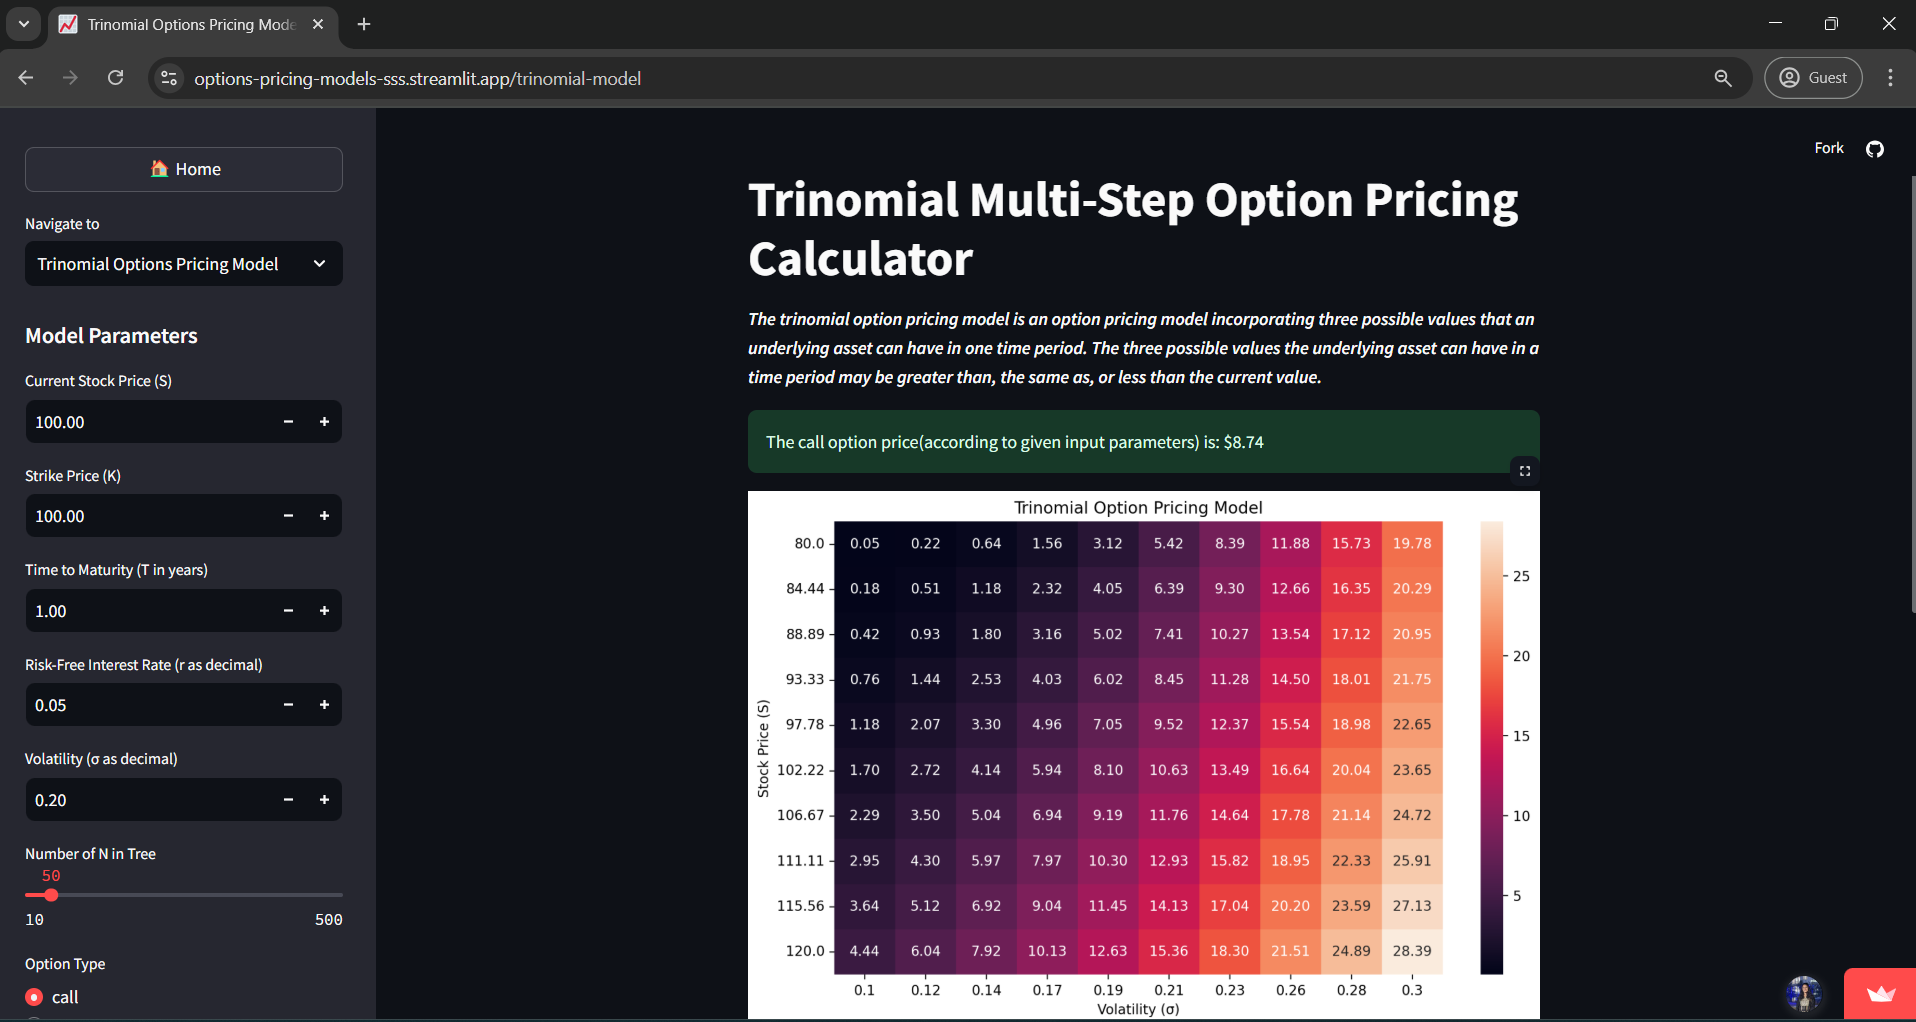 Trinomial Options Pricing Mode
options-pricing-models-sss.streamlit.app/trinomial-model
Guest
Fork
🏠 Home
Navigate to
Trinomial Options Pricing Model
Model Parameters
Current Stock Price (S)
100.00
Strike Price (K)
100.00
Time to Maturity (T in years)
1.00
Risk-Free Interest Rate (r as decimal)
0.05
Volatility (σ as decimal)
0.20
Number of N in Tree
50
10 500
Option Type
call
Trinomial Multi-Step Option Pricing
Calculator
The trinomial option pricing model is an option pricing model incorporating three possible values that an
underlying asset can have in one time period. The three possible values the underlying asset can have in a
time period may be greater than, the same as, or less than the current value.
The call option price(according to given input parameters) is: $8.74
Trinomial Option Pricing Model
Stock Price (S)
80.0 0.05 0.22 0.64 1.56 3.12 5.42 8.39 11.88 15.73 19.78
84.44 0.18 0.51 1.18 2.32 4.05 6.39 9.30 12.66 16.35 20.29
88.89 0.42 0.93 1.80 3.16 5.02 7.41 10.27 13.54 17.12 20.95
93.33 0.76 1.44 2.53 4.03 6.02 8.45 11.28 14.50 18.01 21.75
97.78 1.18 2.07 3.30 4.96 7.05 9.52 12.37 15.54 18.98 22.65
102.22 1.70 2.72 4.14 5.94 8.10 10.63 13.49 16.64 20.04 23.65
106.67 2.29 3.50 5.04 6.94 9.19 11.76 14.64 17.78 21.14 24.72
111.11 2.95 4.30 5.97 7.97 10.30 12.93 15.82 18.95 22.33 25.91
115.56 3.64 5.12 6.92 9.04 11.45 14.13 17.04 20.20 23.59 27.13
120.0 4.44 6.04 7.92 10.13 12.63 15.36 18.30 21.51 24.89 28.39
0.1 0.12 0.14 0.17 0.19 0.21 0.23 0.26 0.28 0.3
Volatility (σ)
25
20
15
10
5